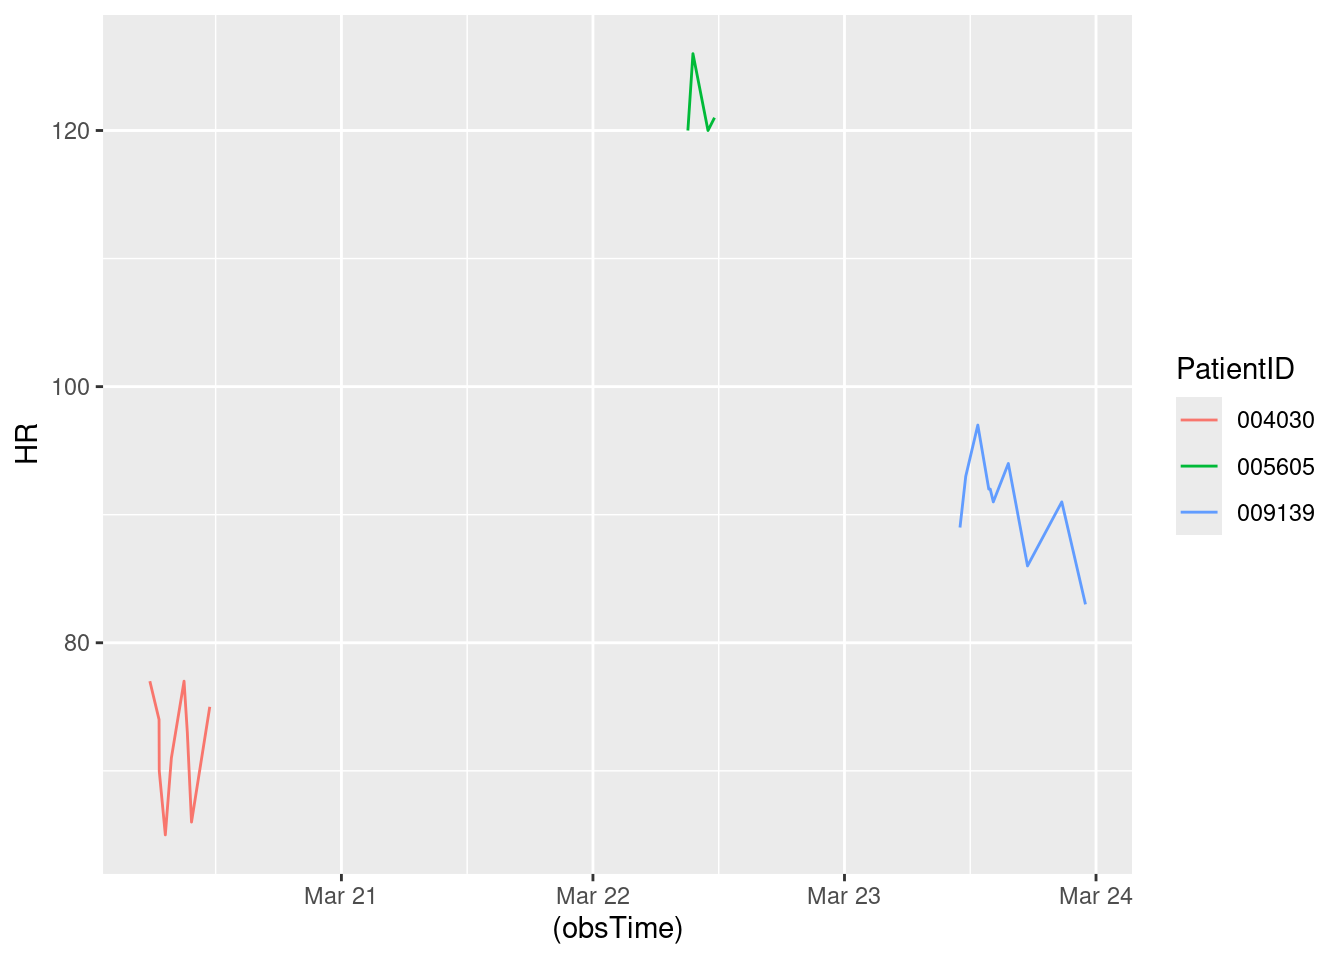 120
100
80
HR
Mar 21
Mar 22
Mar 23
Mar 24
(obsTime)
PatientID
004030
005605
009139